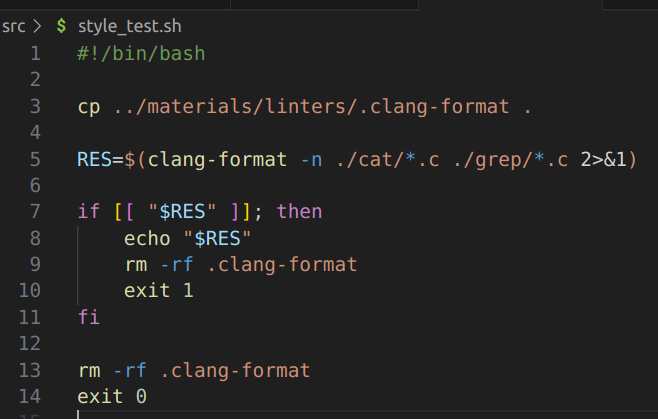 src > $ style_test.sh
1 #!/bin/bash
2
3 cp ../materials/linters/.clang-format .
4
5 RES=$(clang-format -n ./cat/*.c ./grep/*.c 2>&1)
6
7 if [[ "$RES" ]]; then
8     echo "$RES"
9     rm -rf .clang-format
10     exit 1
11 fi
12
13 rm -rf .clang-format
14 exit 0
15